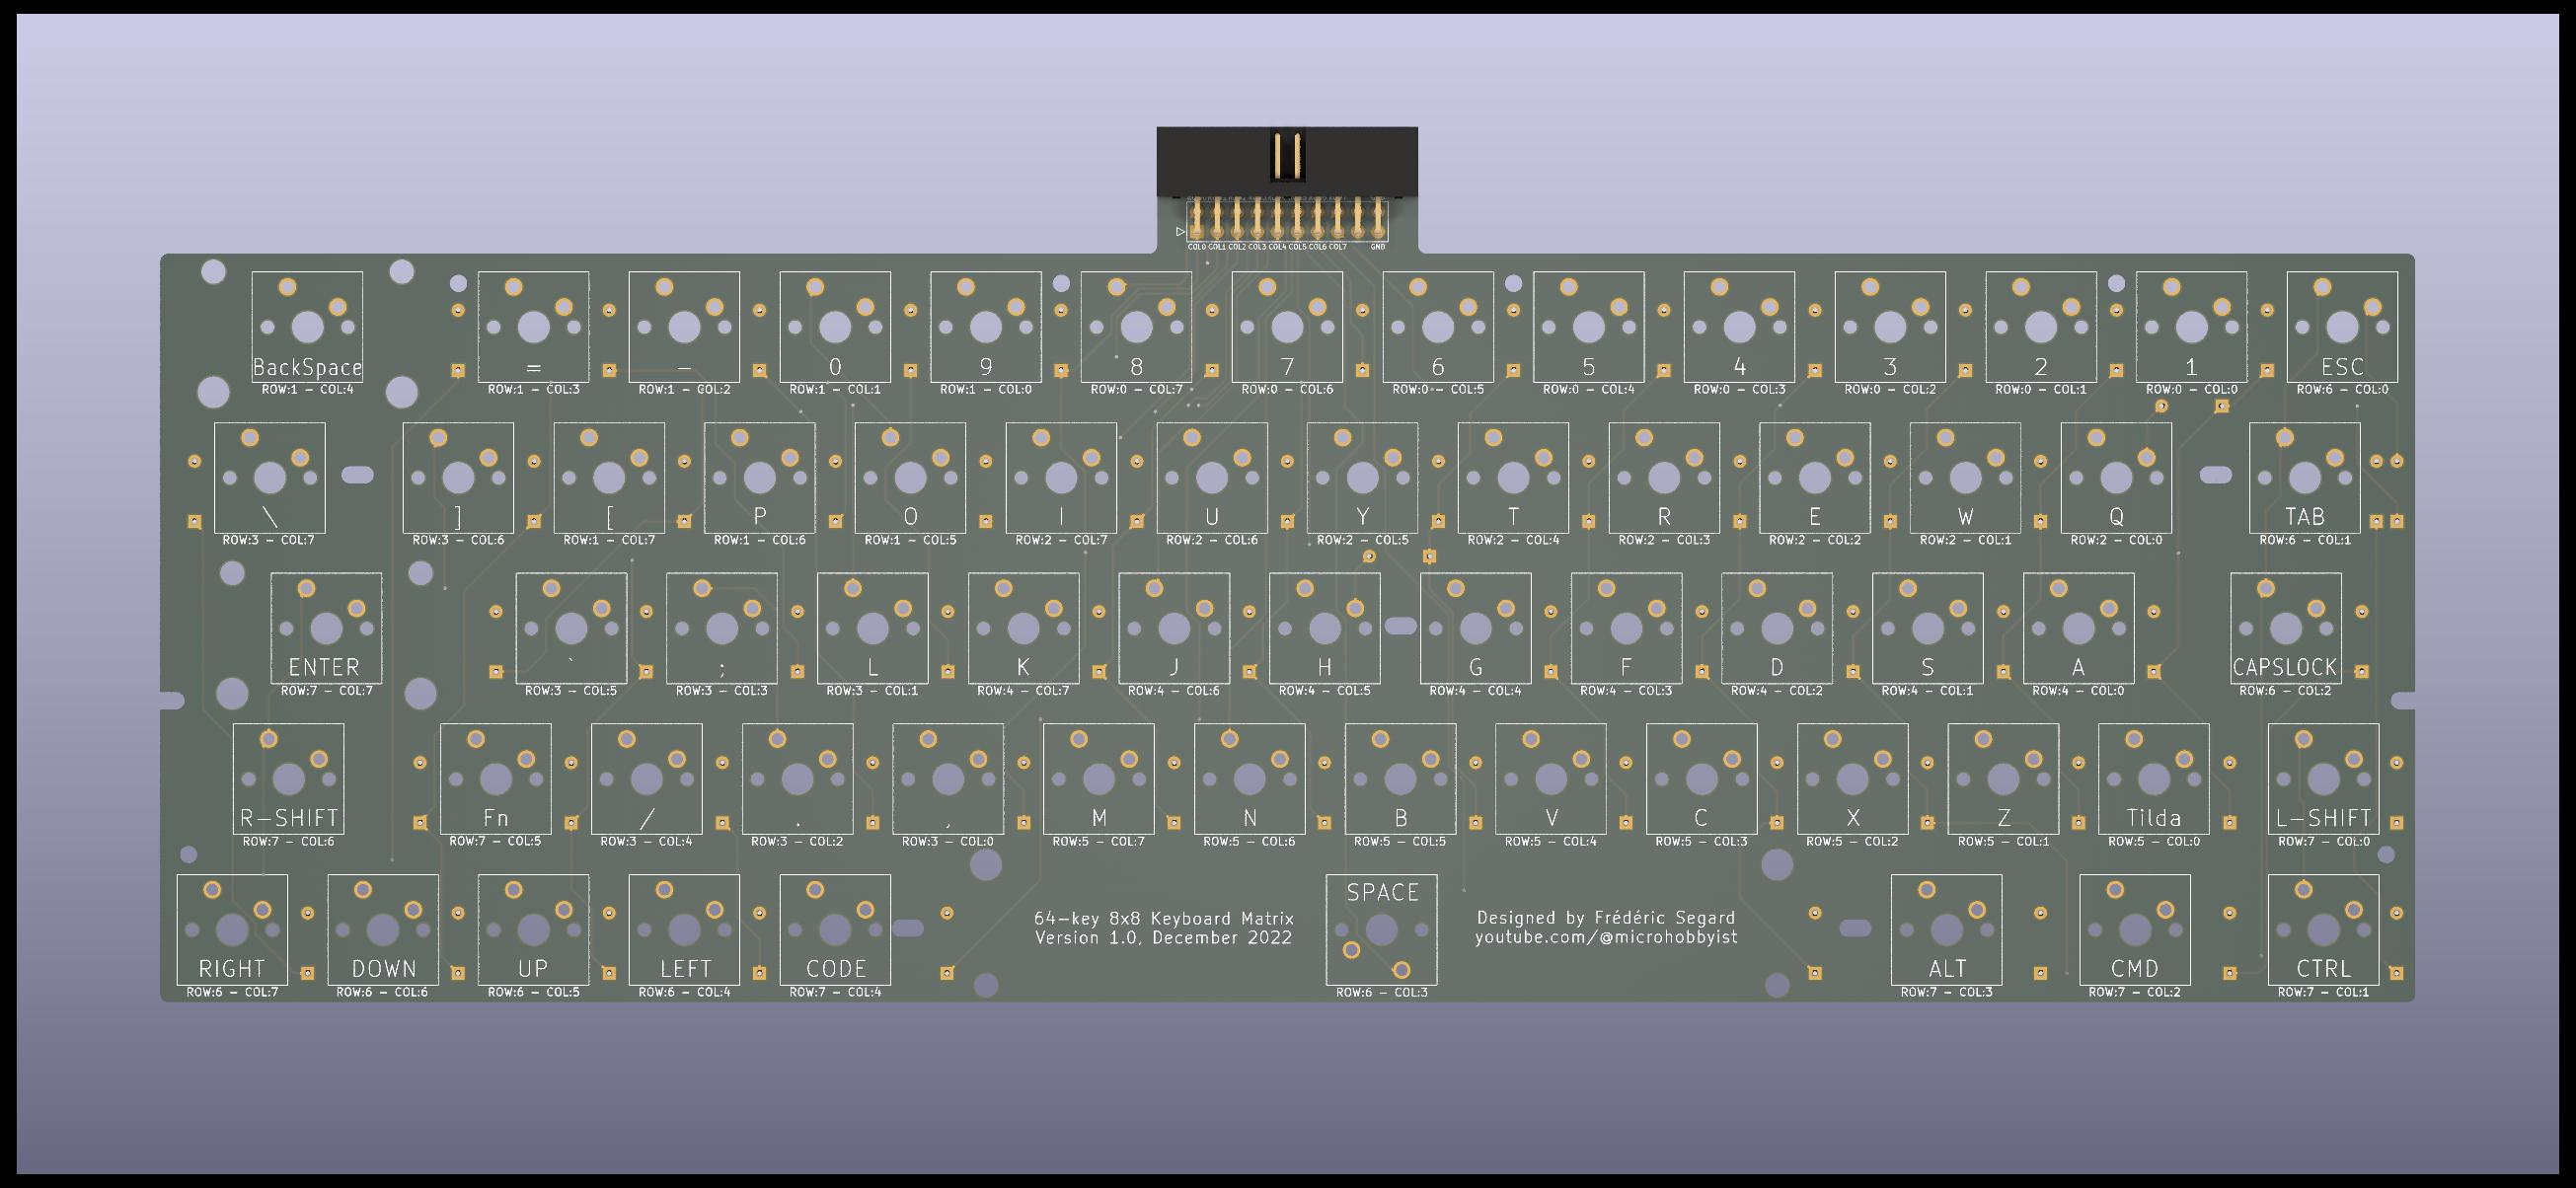 COL0 COL1 COL2 COL3 COL4 COL5 COL6 COL7 GND
BackSpace = - 0 9 8 7 6 5 4 3 2 1 ESC
ROW:1 - COL:4 ROW:1 - COL:3 ROW:1 - COL:2 ROW:1 - COL:1 ROW:1 - COL:0 ROW:0 - COL:7 ROW:0 - COL:6 ROW:0 - COL:5 ROW:0 - COL:4 ROW:0 - COL:3 ROW:0 - COL:2 ROW:0 - COL:1 ROW:0 - COL:0 ROW:6 - COL:0
\ ] [ P O I U Y T R E W Q TAB
ROW:3 - COL:7 ROW:3 - COL:6 ROW:1 - COL:7 ROW:1 - COL:6 ROW:1 - COL:5 ROW:2 - COL:7 ROW:2 - COL:6 ROW:2 - COL:5 ROW:2 - COL:4 ROW:2 - COL:3 ROW:2 - COL:2 ROW:2 - COL:1 ROW:2 - COL:0 ROW:6 - COL:1
ENTER ` ; L K J H G F D S A CAPSLOCK
ROW:7 - COL:7 ROW:3 - COL:5 ROW:3 - COL:3 ROW:3 - COL:1 ROW:4 - COL:7 ROW:4 - COL:6 ROW:4 - COL:5 ROW:4 - COL:4 ROW:4 - COL:3 ROW:4 - COL:2 ROW:4 - COL:1 ROW:4 - COL:0 ROW:6 - COL:2
R-SHIFT Fn / . , M N B V C X Z Tilda L-SHIFT
ROW:7 - COL:6 ROW:7 - COL:5 ROW:3 - COL:4 ROW:3 - COL:2 ROW:3 - COL:0 ROW:5 - COL:7 ROW:5 - COL:6 ROW:5 - COL:5 ROW:5 - COL:4 ROW:5 - COL:3 ROW:5 - COL:2 ROW:5 - COL:1 ROW:5 - COL:0 ROW:7 - COL:0
SPACE
64-key 8x8 Keyboard Matrix
Version 1.0, December 2022
Designed by Frédéric Segard
youtube.com/@microhobbyist
RIGHT DOWN UP LEFT CODE ALT CMD CTRL
ROW:6 - COL:7 ROW:6 - COL:6 ROW:6 - COL:5 ROW:6 - COL:4 ROW:7 - COL:4 ROW:6 - COL:3 ROW:7 - COL:3 ROW:7 - COL:2 ROW:7 - COL:1